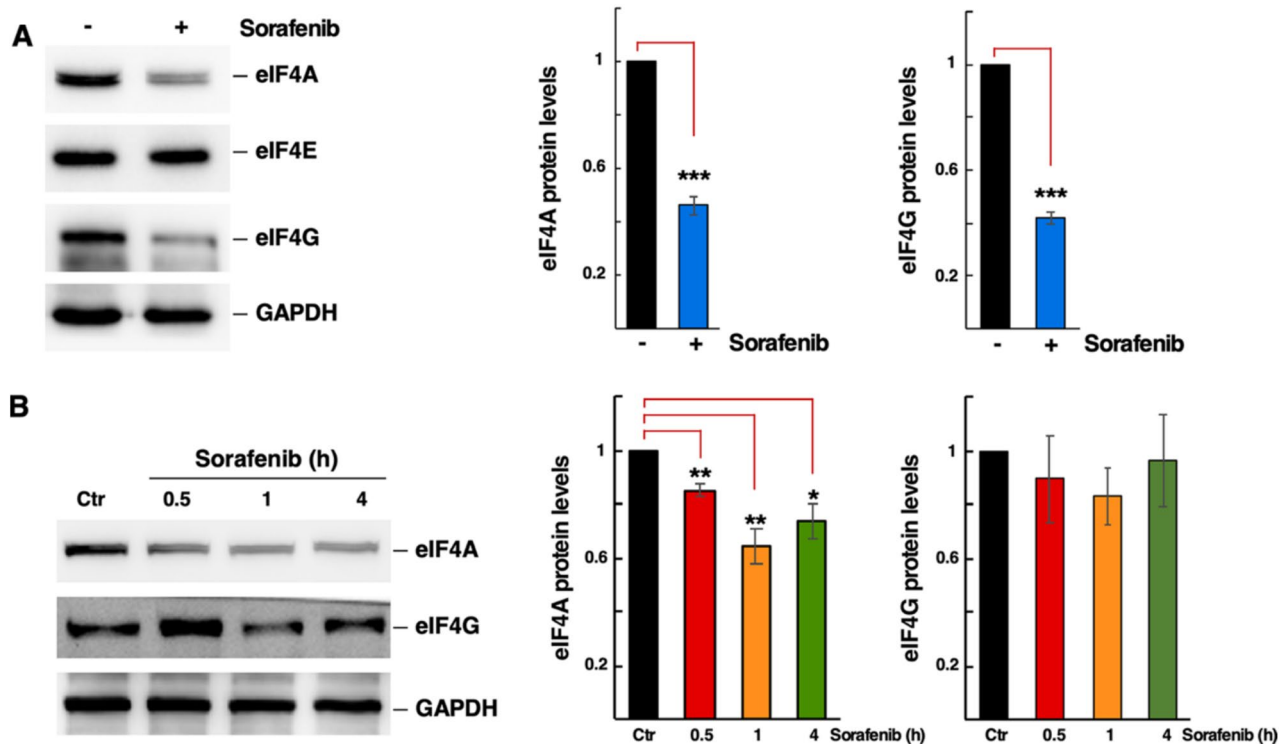 A
- + Sorafenib
– eIF4A
– eIF4E
– eIF4G
– GAPDH
eIF4A protein levels
1
0.6
0.2
***
- + Sorafenib
eIF4G protein levels
1
0.6
0.2
***
- + Sorafenib
B
Sorafenib (h)
Ctr 0.5 1 4
– eIF4A
– eIF4G
– GAPDH
eIF4A protein levels
1
0.6
0.2
**
**
*
Ctr 0.5 1 4 Sorafenib (h)
eIF4G protein levels
1
0.6
0.2
Ctr 0.5 1 4 Sorafenib (h)